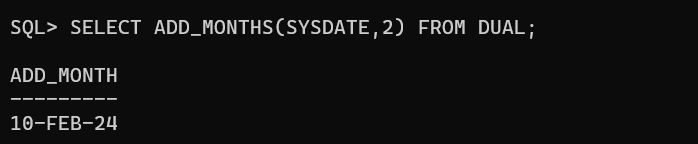 SQL> SELECT ADD_MONTHS(SYSDATE,2) FROM DUAL;
ADD_MONTH
---------
10-FEB-24